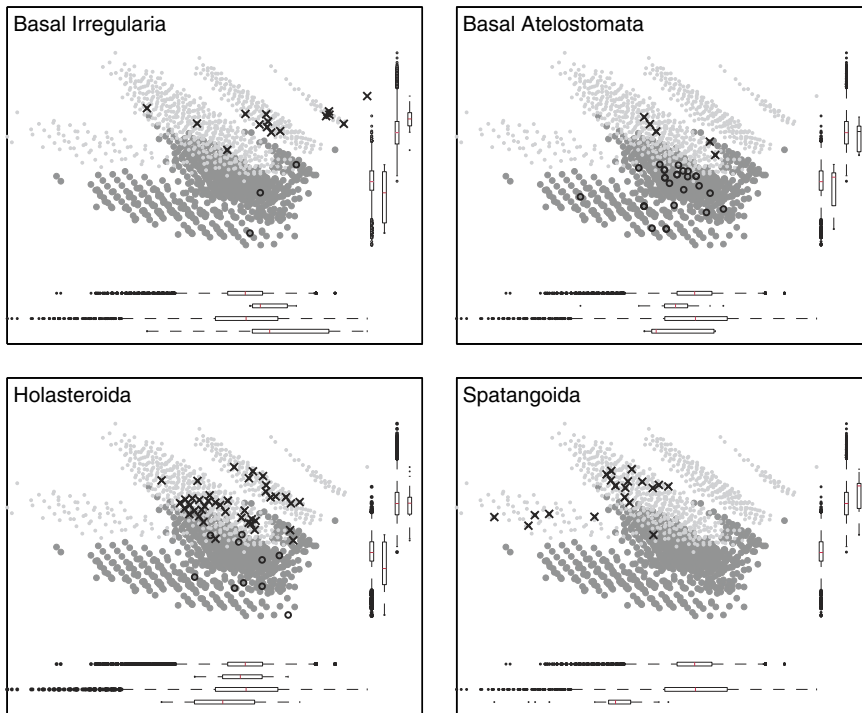 Basal Irregularia
Basal Atelostomata
Holasteroida
Spatangoida